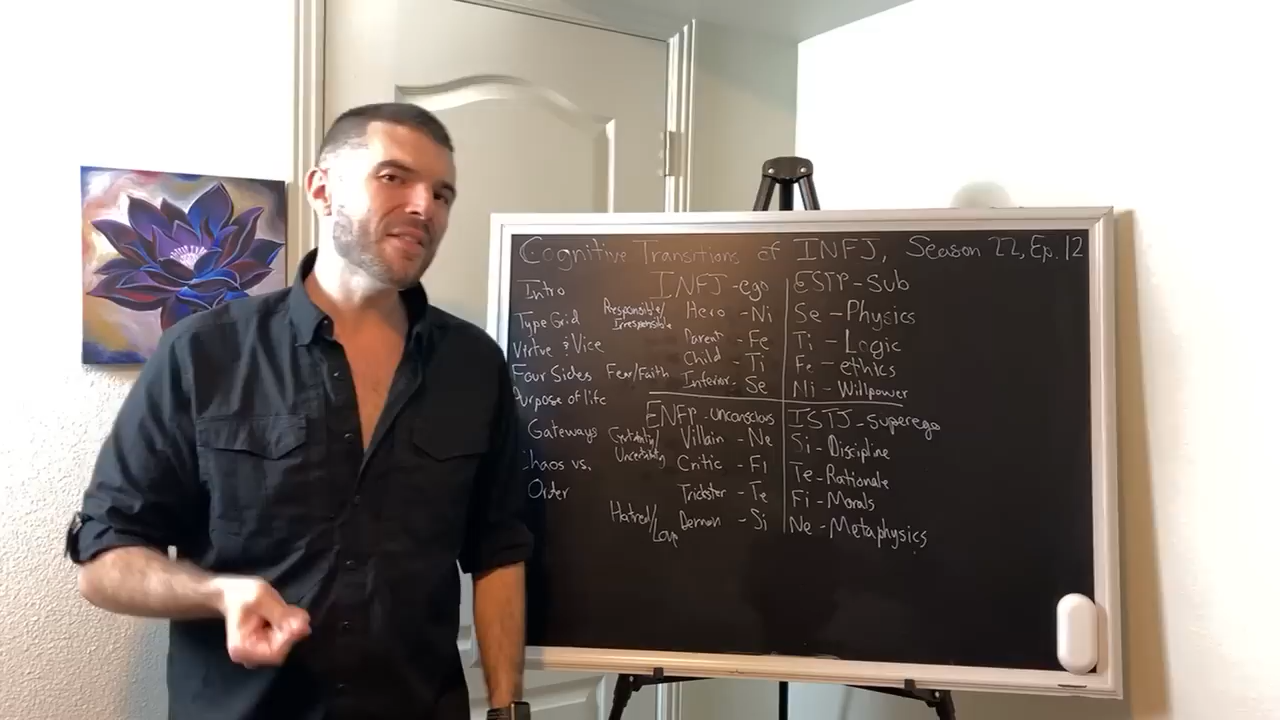 Cognitive Transitions of INFJ, Season 22, Ep. 12
Intro
Type Grid
Virtue & Vice
Four Sides
Purpose of life
Gateways
Chaos vs.
Order
INFJ-ego
Responsible/
Irresponsible
Hero - Ni
Parent - Fe
Child - Ti
Fear/Faith
Inferior - Se
ESTP-Sub
Se - Physics
Ti - Logic
Fe - ethics
Ni - Willpower
ENFP-Unconscious
Certainty/
Uncertainty
Villain - Ne
Critic - Fi
Trickster - Te
Hatred/
Love
Demon - Si
ISTJ-Superego
Si - Discipline
Te - Rationale
Fi - Morals
Ne - Metaphysics